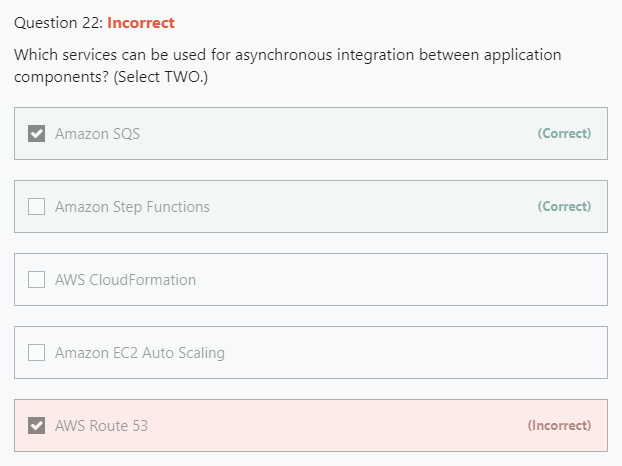 Question 22: Incorrect
Which services can be used for asynchronous integration between application
components? (Select TWO.)
Amazon SQS (Correct)
Amazon Step Functions (Correct)
AWS CloudFormation
Amazon EC2 Auto Scaling
AWS Route 53 (Incorrect)